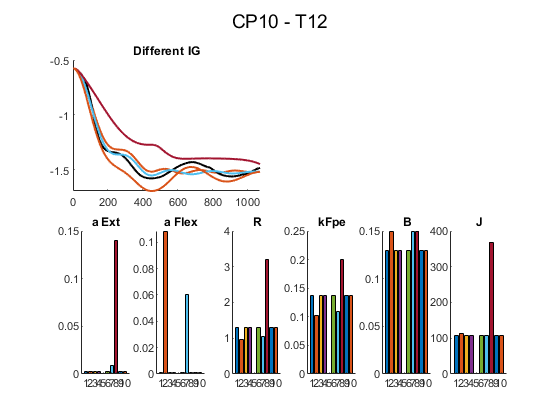 CP10 - T12
Different IG
-0.5
-1
-1.5
0 200 400 600 800 1000
a Ext a Flex R kFpe B J
0.15 0.1 0.05 0
0.1 0.08 0.06 0.04 0.02 0
4 3 2 1 0
0.25 0.2 0.15 0.1 0.05 0
0.15 0.1 0.05 0
400 300 200 100 0
12345678910 12345678910 12345678910 12345678910 12345678910 12345678910